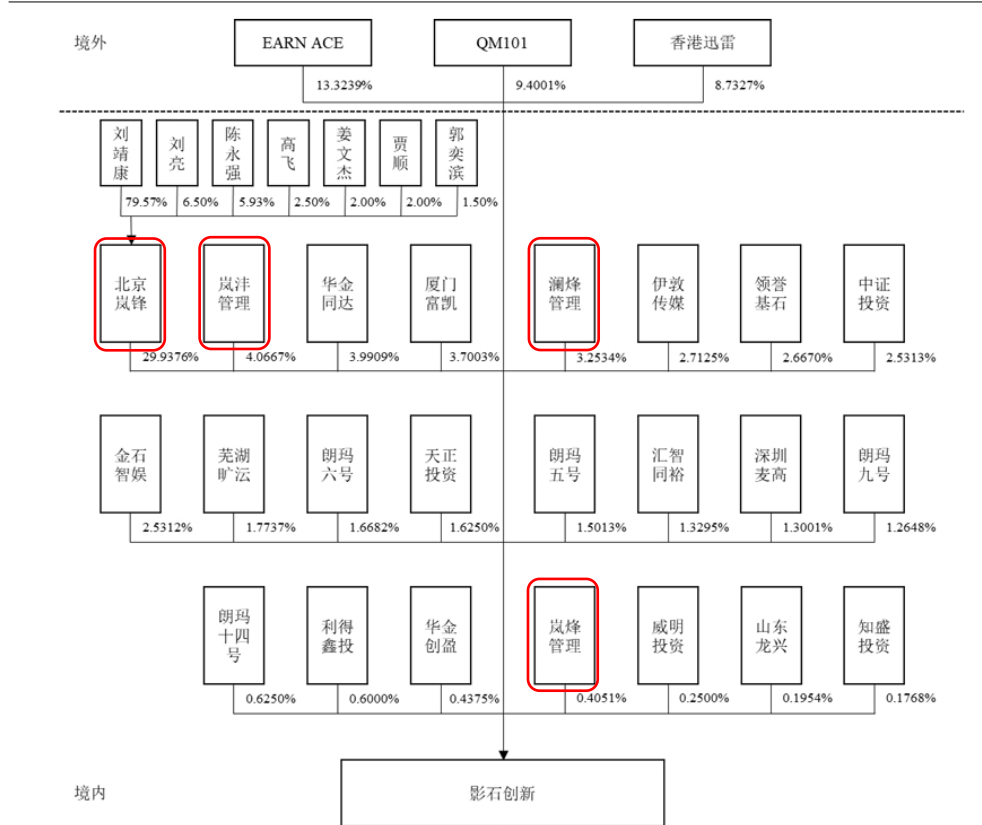 境外
EARN ACE
QM101
香港迅雷
13.3239%
9.4001%
8.7327%
刘靖康
刘亮
陈永强
高飞
姜文杰
贾顺
郭奕滨
79.57%
6.50%
5.93%
2.50%
2.00%
2.00%
1.50%
北京
岚锋
岚沣
管理
华金
同达
厦门
富凯
澜烽
管理
伊敦
传媒
领誉
基石
中证
投资
29.9376%
4.0667%
3.9909%
3.7003%
3.2534%
2.7125%
2.6670%
2.5313%
金石
智娱
芜湖
旷沄
朗玛
六号
天正
投资
朗玛
五号
汇智
同裕
深圳
麦高
朗玛
九号
2.5312%
1.7737%
1.6682%
1.6250%
1.5013%
1.3295%
1.3001%
1.2648%
朗玛
十四
号
利得
鑫投
华金
创盈
岚烽
管理
威明
投资
山东
龙兴
知盛
投资
0.6250%
0.6000%
0.4375%
0.4051%
0.2500%
0.1954%
0.1768%
境内
影石创新